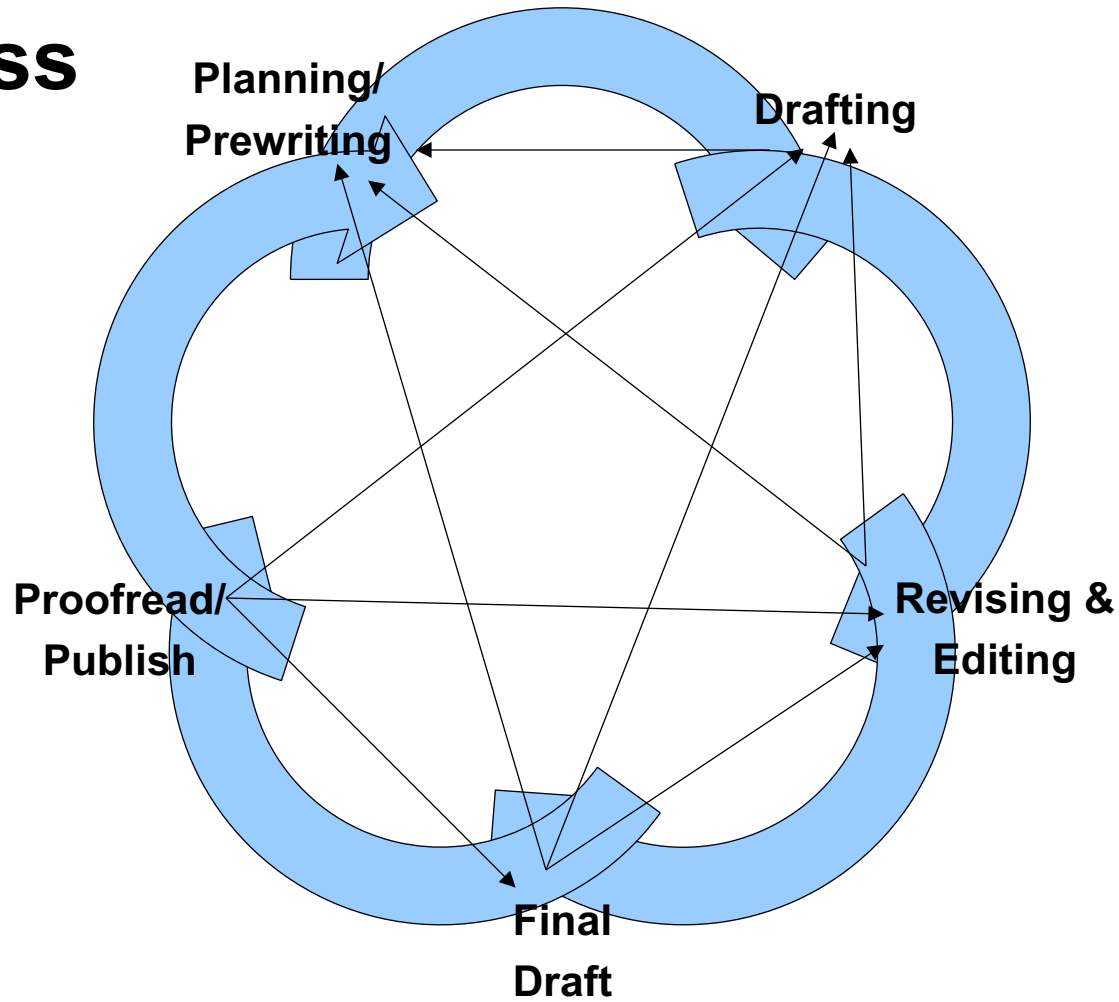 ss
Planning/
Prewriting
Drafting
Proofread/
Publish
Revising &
Editing
Final
Draft